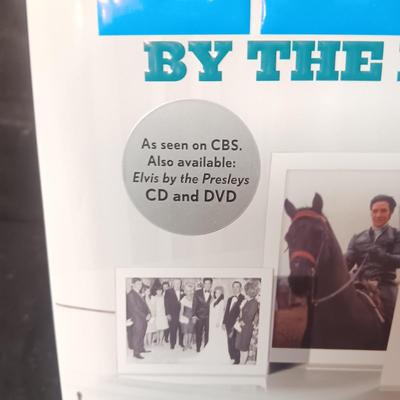 BY THE
As seen on CBS.
Also available:
Elvis by the Presleys
CD and DVD